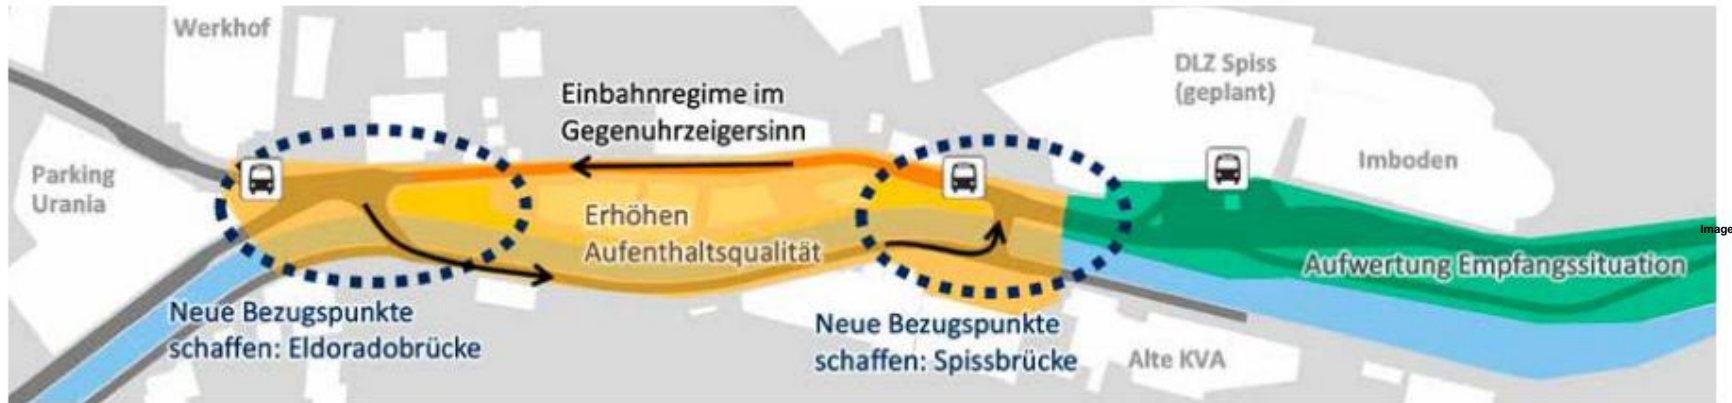 Werkhof
Parking
Urania
Einbahnregime im
Gegenuhrzeigersinn
Erhöhen
Aufenthaltsqualität
DLZ Spiss
(geplant)
Imboden
Image
Aufwertung Empfangssituation
Neue Bezugspunkte
schaffen: Eldoradobrücke
Neue Bezugspunkte
schaffen: Spissbrücke
Alte KVA